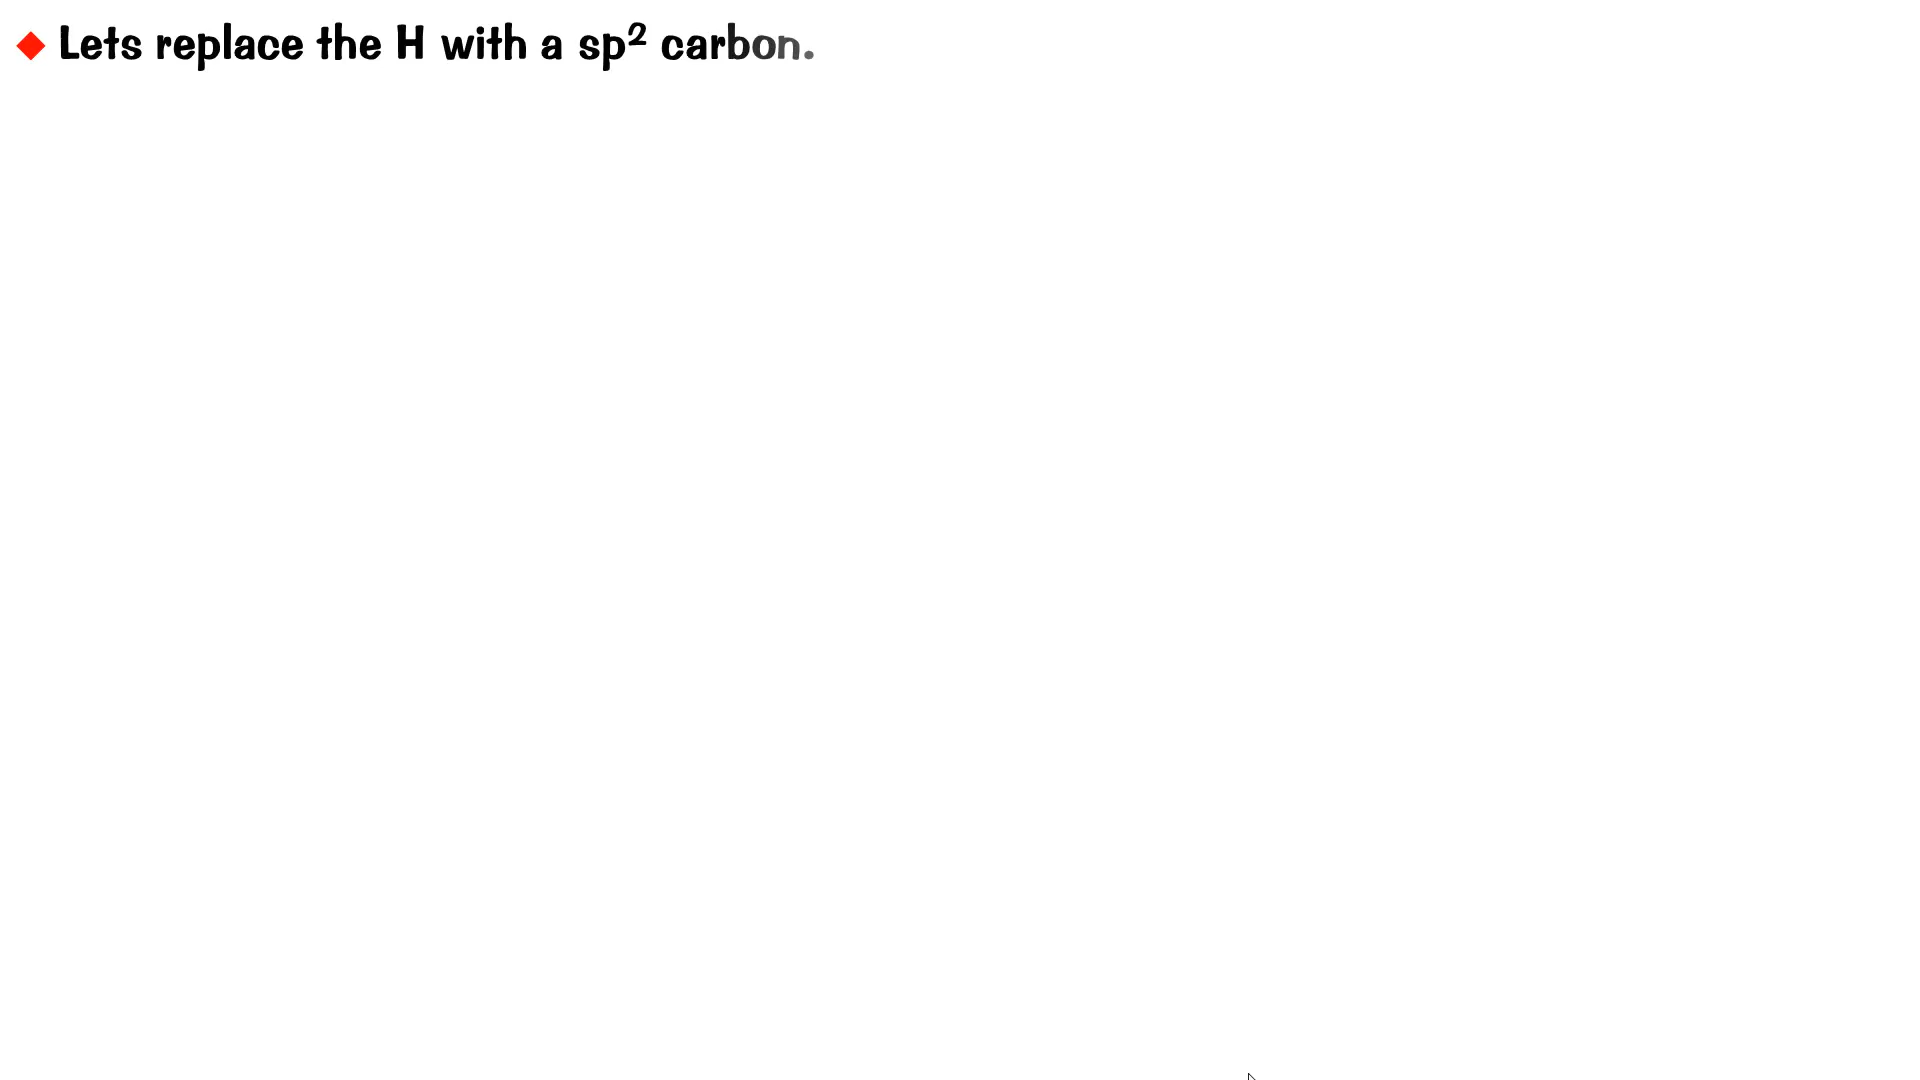 Lets replace the H with a sp² carbon.